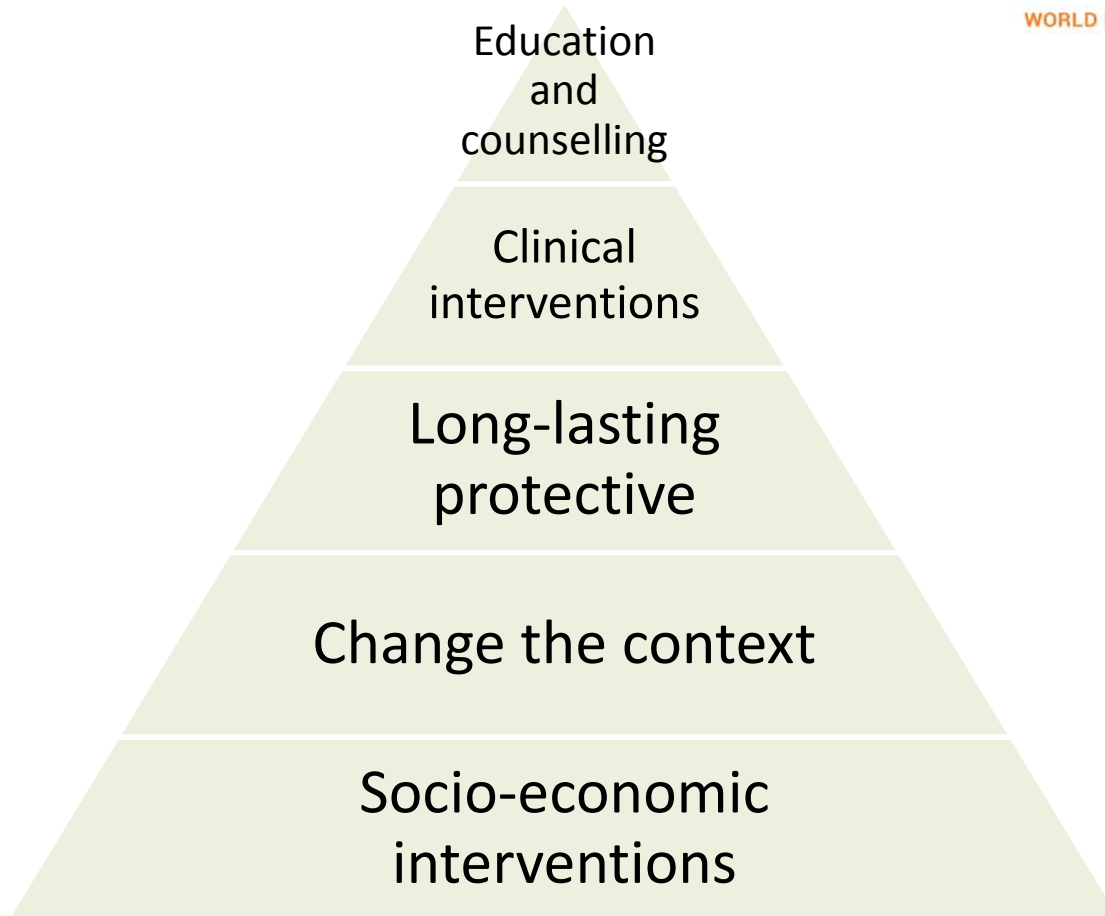 WORLD
Education
and
counselling
Clinical
interventions
Long-lasting
protective
Change the context
Socio-economic
interventions